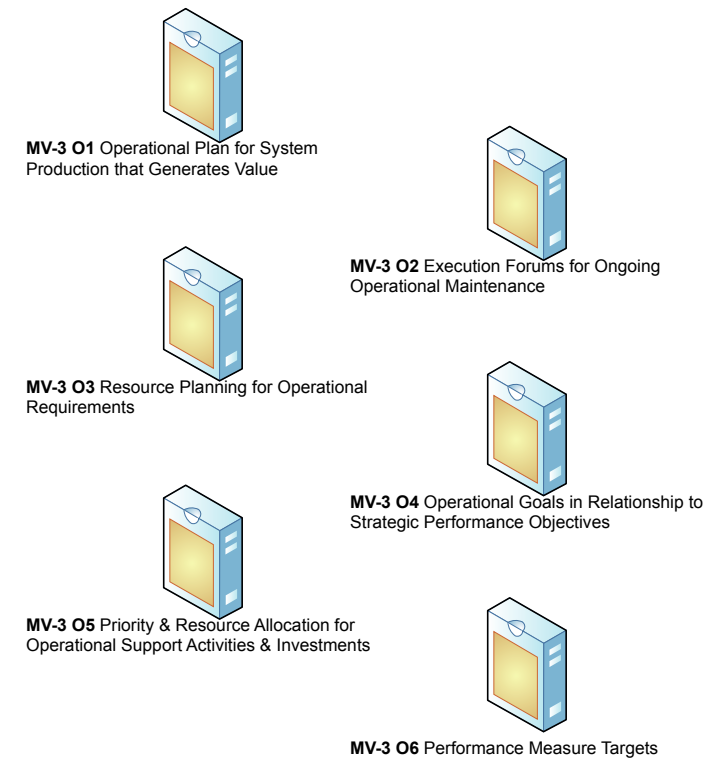 MV-3 O1 Operational Plan for System
Production that Generates Value
MV-3 O2 Execution Forums for Ongoing
Operational Maintenance
MV-3 O3 Resource Planning for Operational
Requirements
MV-3 O4 Operational Goals in Relationship to
Strategic Performance Objectives
MV-3 O5 Priority & Resource Allocation for
Operational Support Activities & Investments
MV-3 O6 Performance Measure Targets